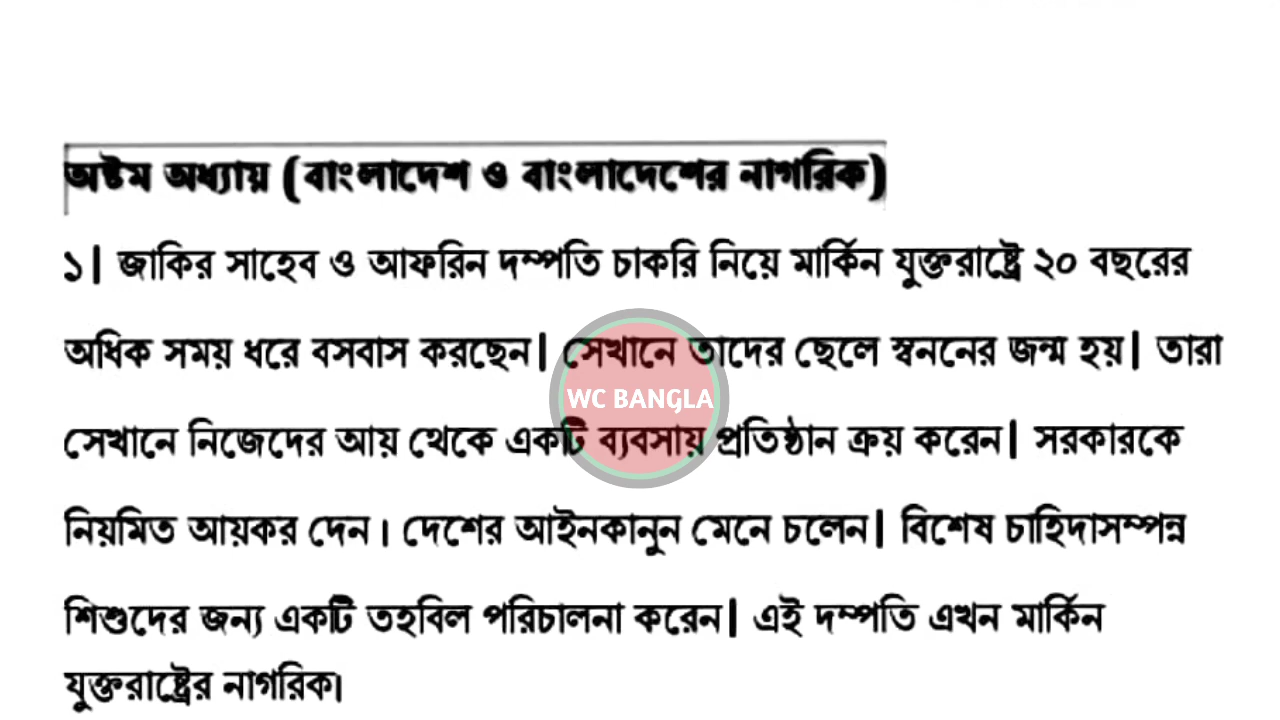 অষ্টম অধ্যায় (বাংলাদেশ ও বাংলাদেশের নাগরিক)
১| জাকির সাহেব ও আফরিন দম্পতি চাকরি নিয়ে মার্কিন যুক্তরাষ্ট্রে ২০ বছরের
অধিক সময় ধরে বসবাস করছেন| সেখানে তাদের ছেলে স্বননের জন্ম হয়| তারা
WC BANGLA
সেখানে নিজেদের আয় থেকে একটি ব্যবসায় প্রতিষ্ঠান ক্রয় করেন| সরকারকে
নিয়মিত আয়কর দেন। দেশের আইনকানুন মেনে চলেন| বিশেষ চাহিদাসম্পন্ন
শিশুদের জন্য একটি তহবিল পরিচালনা করেন| এই দম্পতি এখন মার্কিন
যুক্তরাষ্ট্রের নাগরিক।